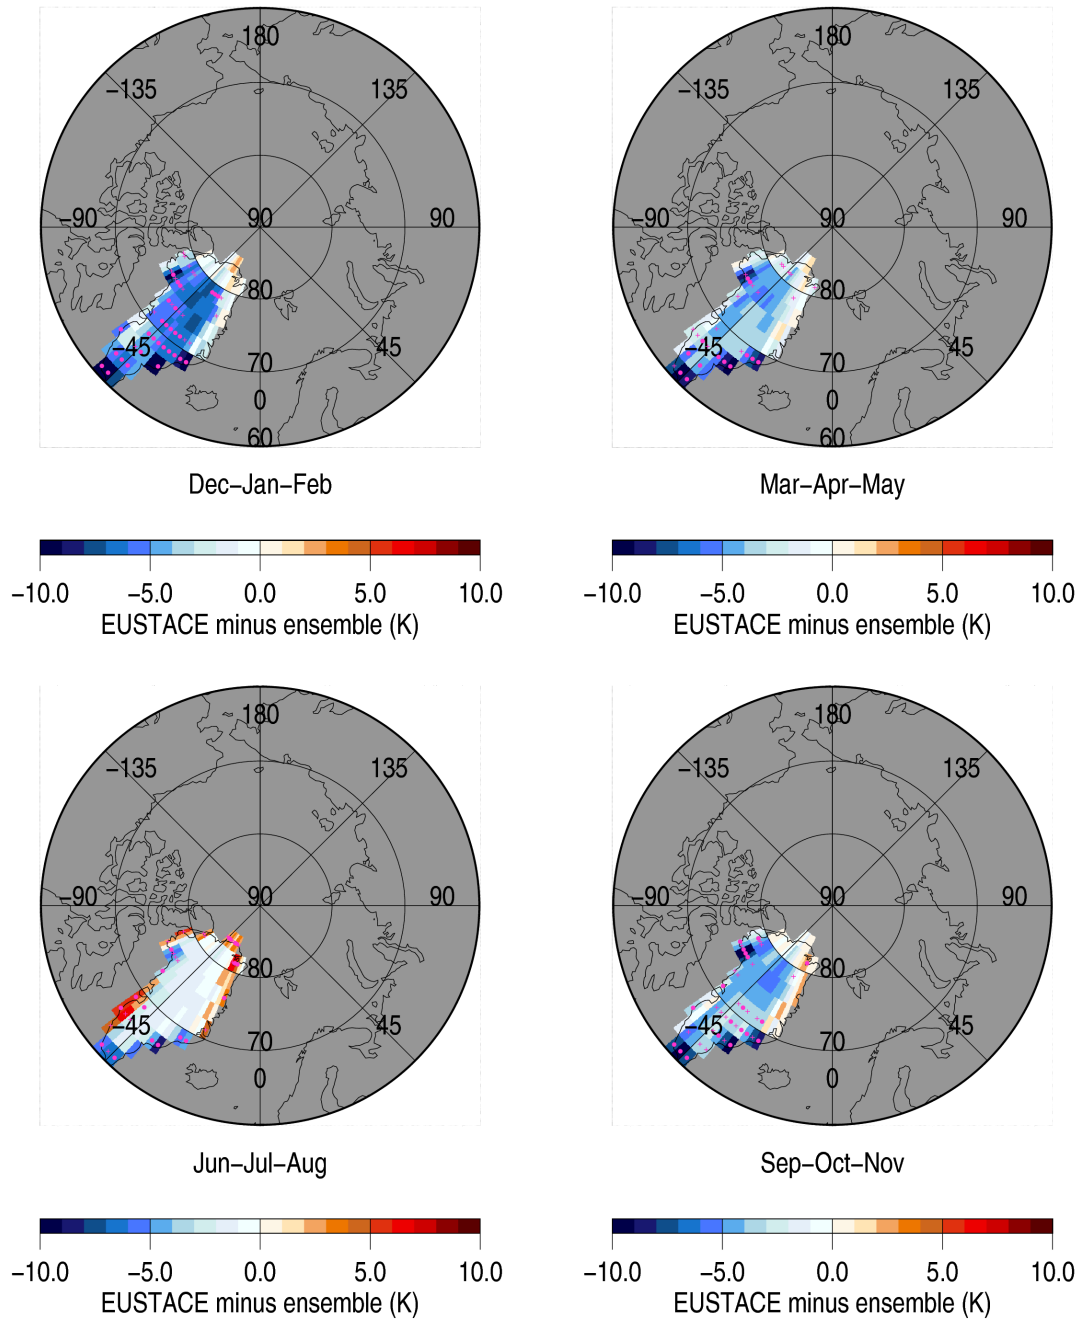 180 180
−135 135 −135 135
−90 90 90 −90 90 90
80 80
−45 45 −45 45
70 70
0 0
60 60
Dec−Jan−Feb Mar−Apr−May
−10.0 −5.0 0.0 5.0 10.0 −10.0 −5.0 0.0 5.0 10.0
EUSTACE minus ensemble (K) EUSTACE minus ensemble (K)
180 180
−135 135 −135 135
−90 90 90 −90 90 90
80 80
−45 45 −45 45
70 70
0 0
Jun−Jul−Aug Sep−Oct−Nov
−10.0 −5.0 0.0 5.0 10.0 −10.0 −5.0 0.0 5.0 10.0
EUSTACE minus ensemble (K) EUSTACE minus ensemble (K)